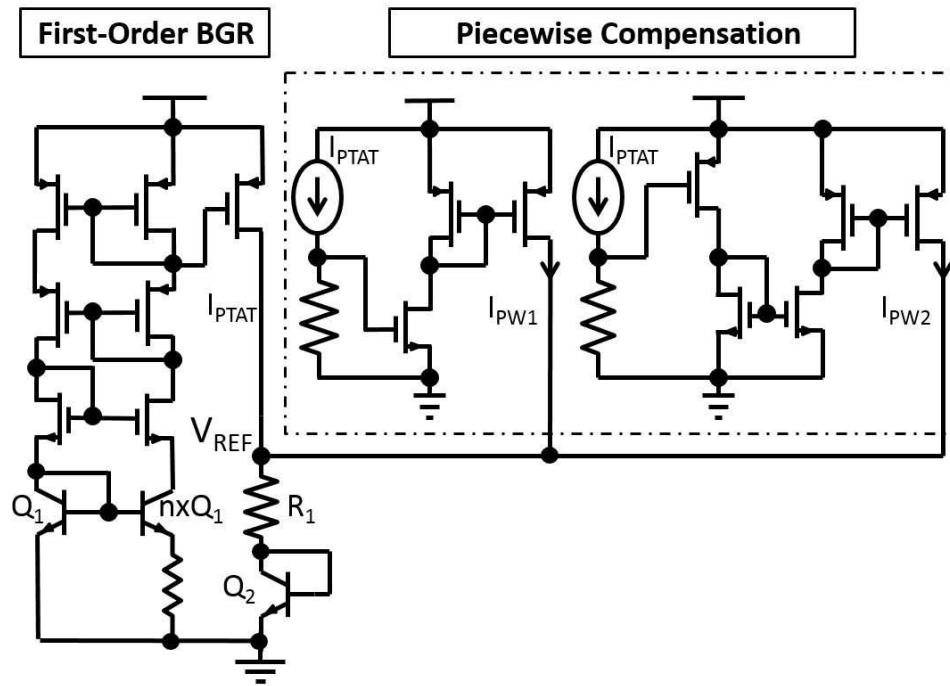 First-Order BGR
Piecewise Compensation
I_PTAT
I_PTAT
I_PTAT
I_PW1
I_PW2
V_REF
Q_1
nxQ_1
R_1
Q_2